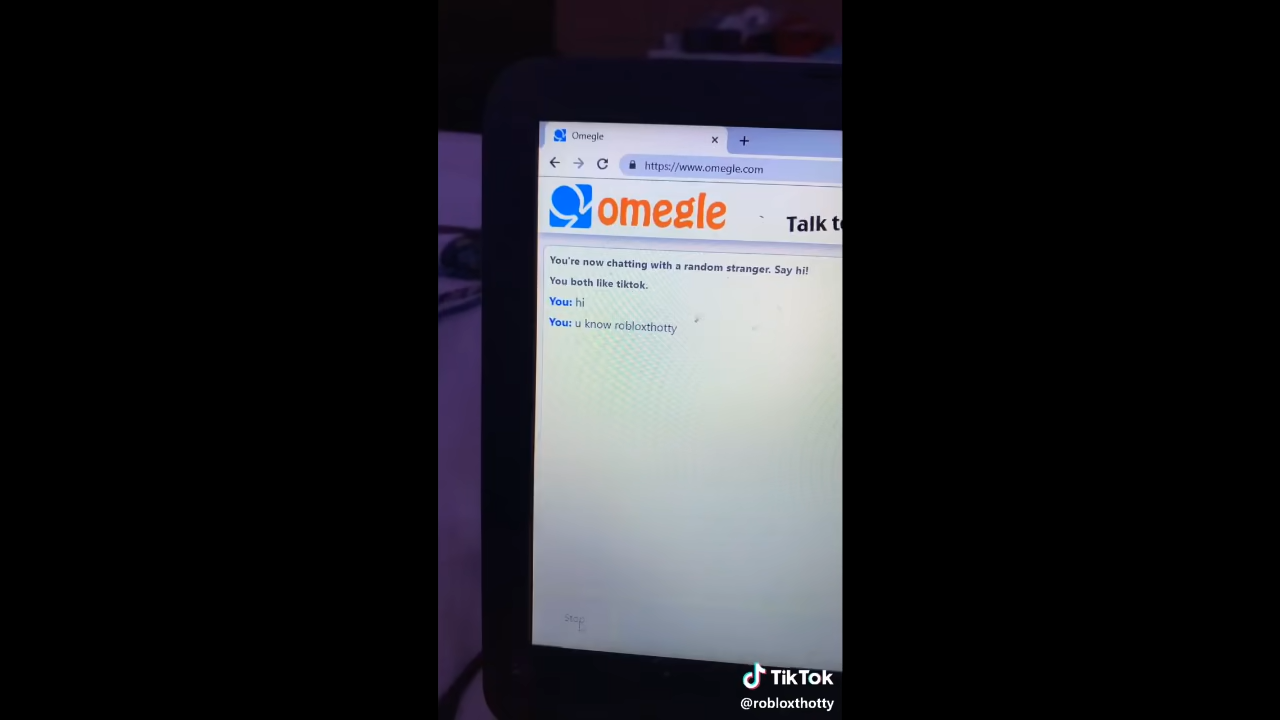 Omegle
https://www.omegle.com
omegle
Talk to
You're now chatting with a random stranger. Say hi!
You both like tiktok.
You: hi
You: u know robloxthotty
TikTok
@robloxthotty